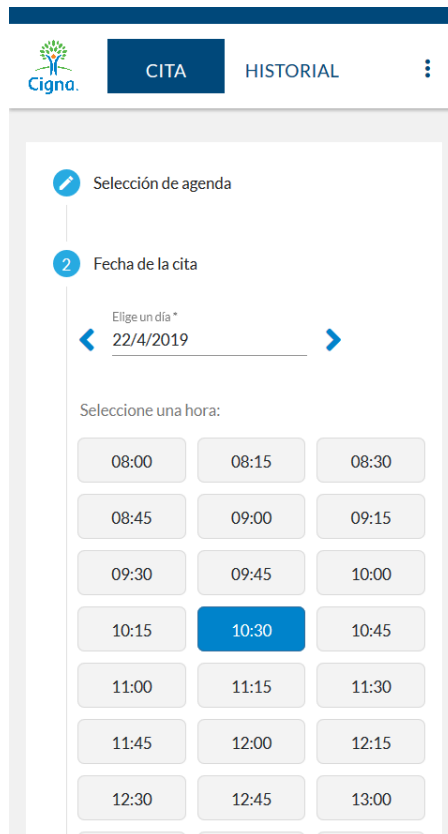 Cigna.
CITA
HISTORIAL
Selección de agenda
2 Fecha de la cita
Elige un día *
22/4/2019
Seleccione una hora:
08:00 08:15 08:30
08:45 09:00 09:15
09:30 09:45 10:00
10:15 10:30 10:45
11:00 11:15 11:30
11:45 12:00 12:15
12:30 12:45 13:00